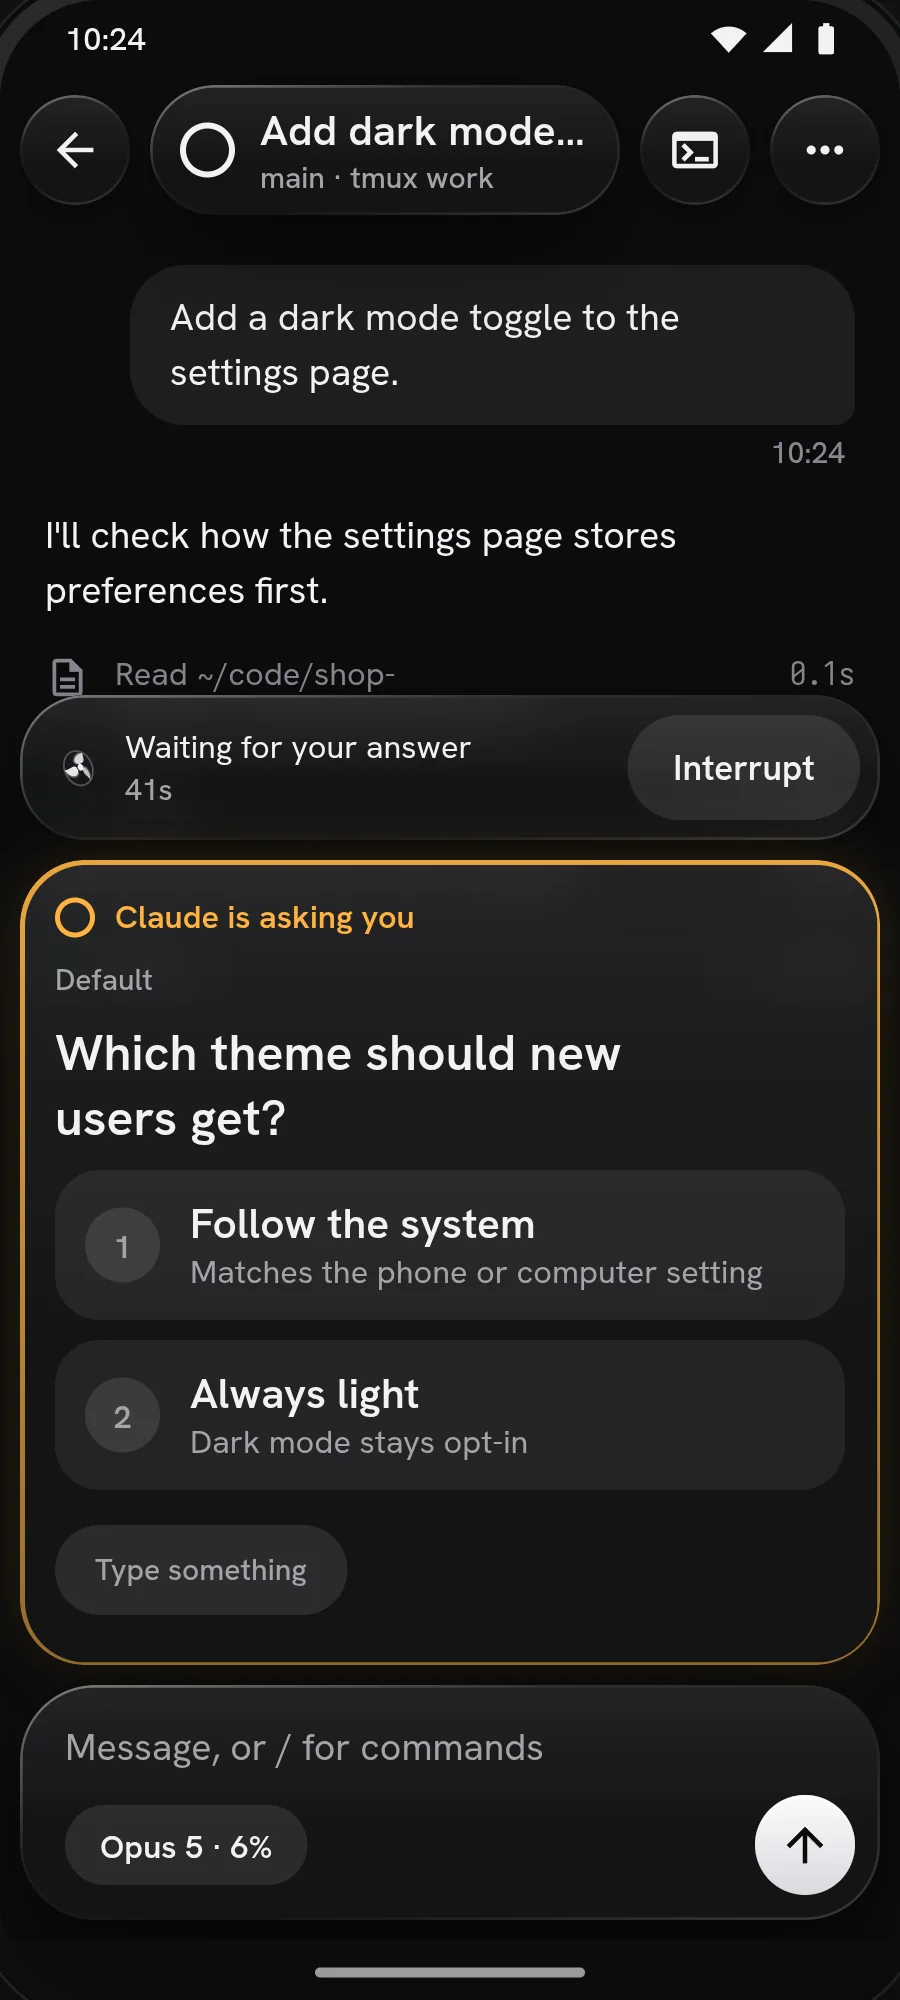 10:24
Add dark mode...
main · tmux work
Add a dark mode toggle to the
settings page.
10:24
I'll check how the settings page stores
preferences first.
Read ~/code/shop-
0.1s
Waiting for your answer
41s
Interrupt
Claude is asking you
Default
Which theme should new
users get?
1
Follow the system
Matches the phone or computer setting
2
Always light
Dark mode stays opt-in
Type something
Message, or / for commands
Opus 5 · 6%